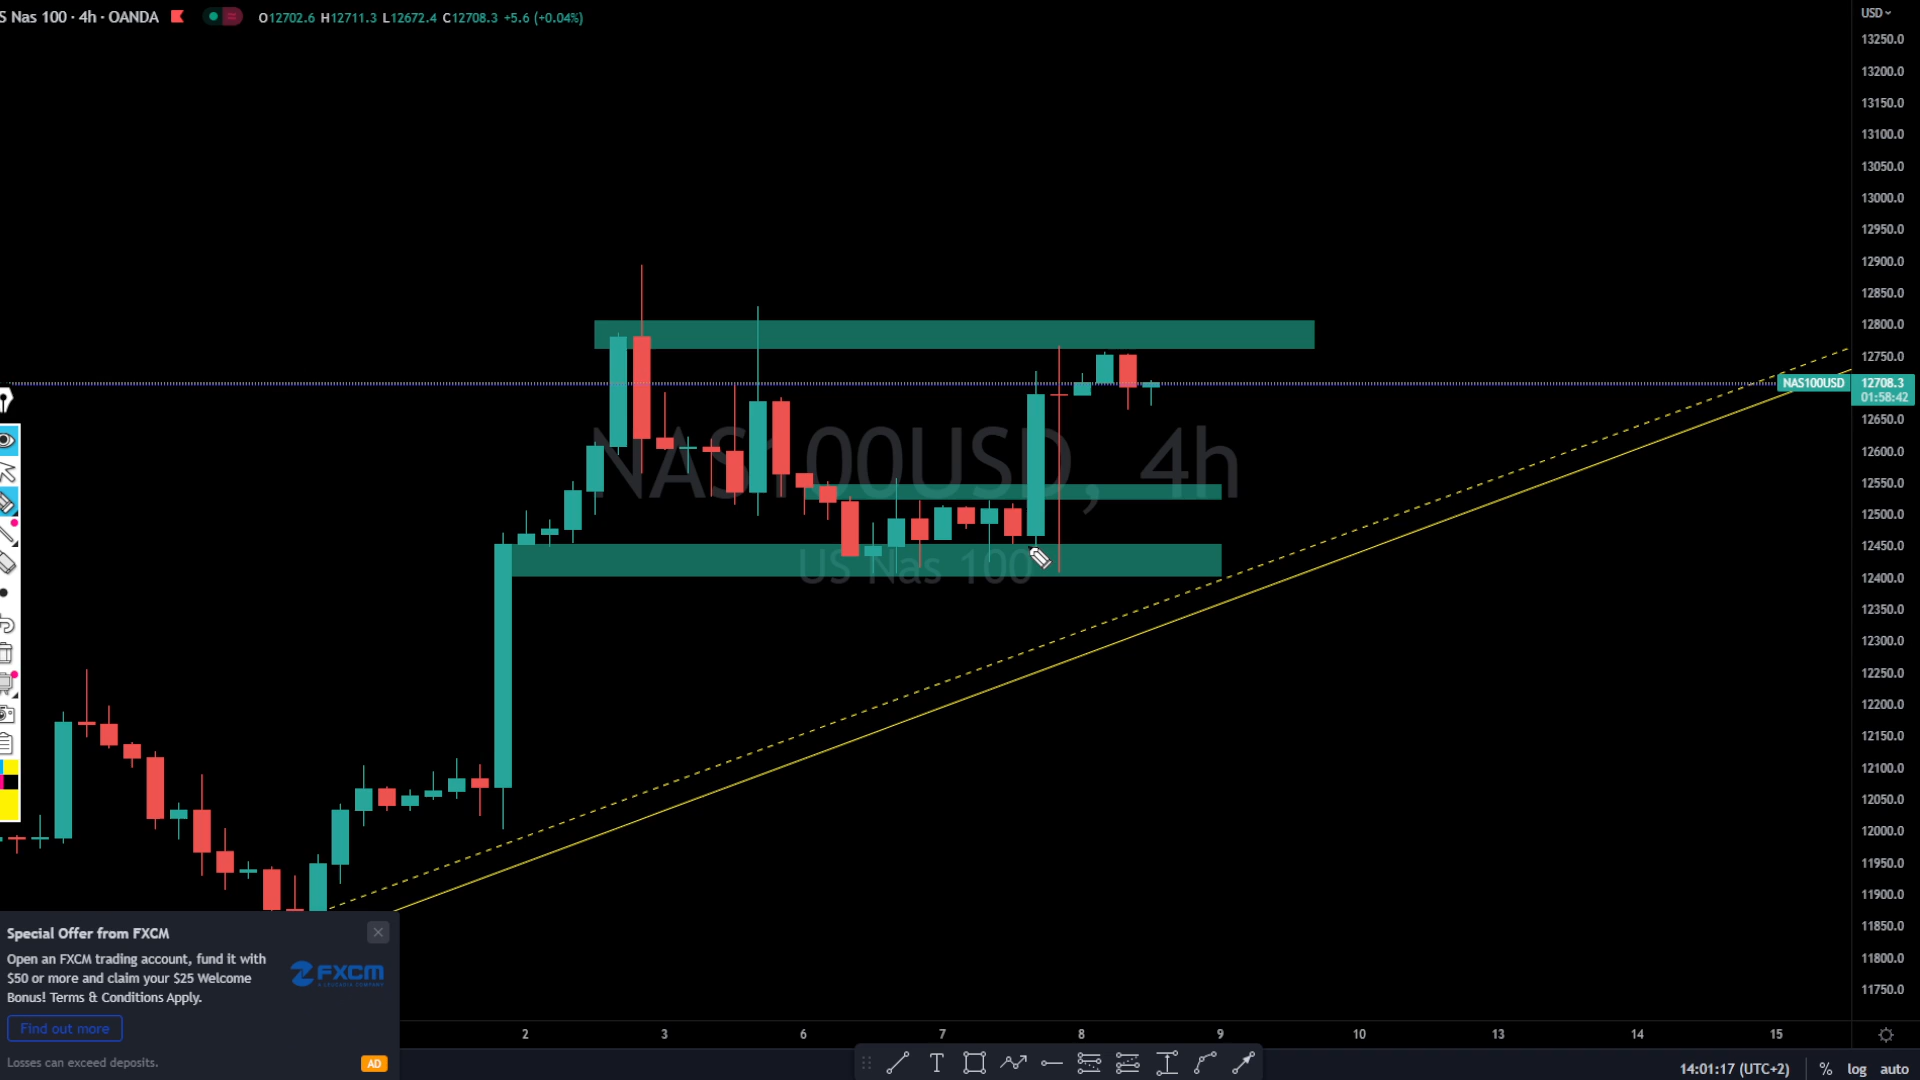 S Nas 100 · 4h · OANDA O12702.6 H12711.3 L12672.4 C12708.3 +5.6 (+0.04%)
USD
13250.0
13200.0
13150.0
13100.0
13050.0
13000.0
12950.0
12900.0
12850.0
12800.0
12750.0
NAS100USD 12708.3
01:58:42
12650.0
12600.0
12550.0
12500.0
12450.0
12400.0
12350.0
12300.0
12250.0
12200.0
12150.0
12100.0
12050.0
12000.0
11950.0
11900.0
11850.0
11800.0
11750.0
NAS100USD, 4h
US Nas 100
Special Offer from FXCM
Open an FXCM trading account, fund it with
$50 or more and claim your $25 Welcome
Bonus! Terms & Conditions Apply.
FXCM
Find out more
Losses can exceed deposits.
AD
2 3 6 7 8 9 10 13 14 15
T
14:01:17 (UTC+2) % log auto